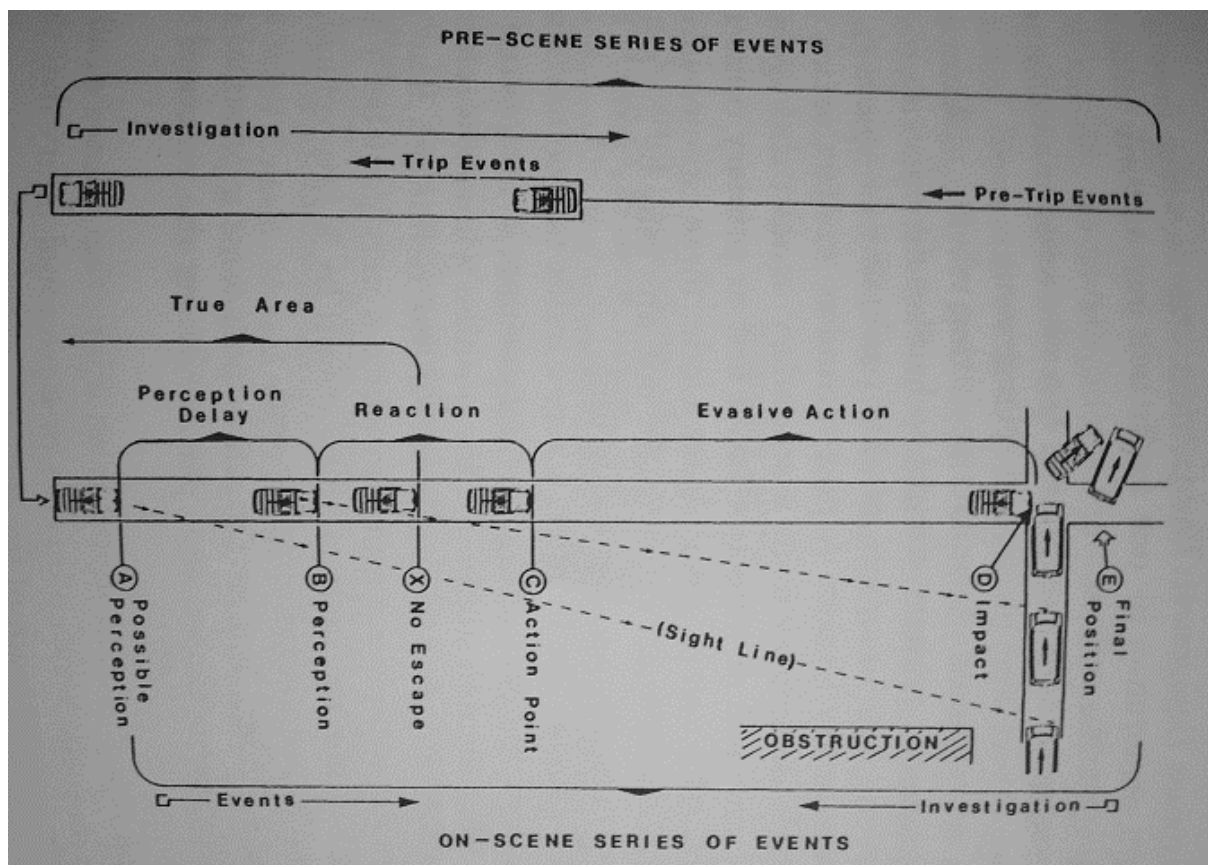 PRE-SCENE SERIES OF EVENTS
Investigation
Trip Events
Pre-Trip Events
True Area
Perception
Delay
Reaction
Evasive Action
A
Possible
Perception
B
Perception
X
No Escape
C
Action Point
D
Impact
E
Final
Position
(Sight Line)
OBSTRUCTION
Events
Investigation
ON-SCENE SERIES OF EVENTS